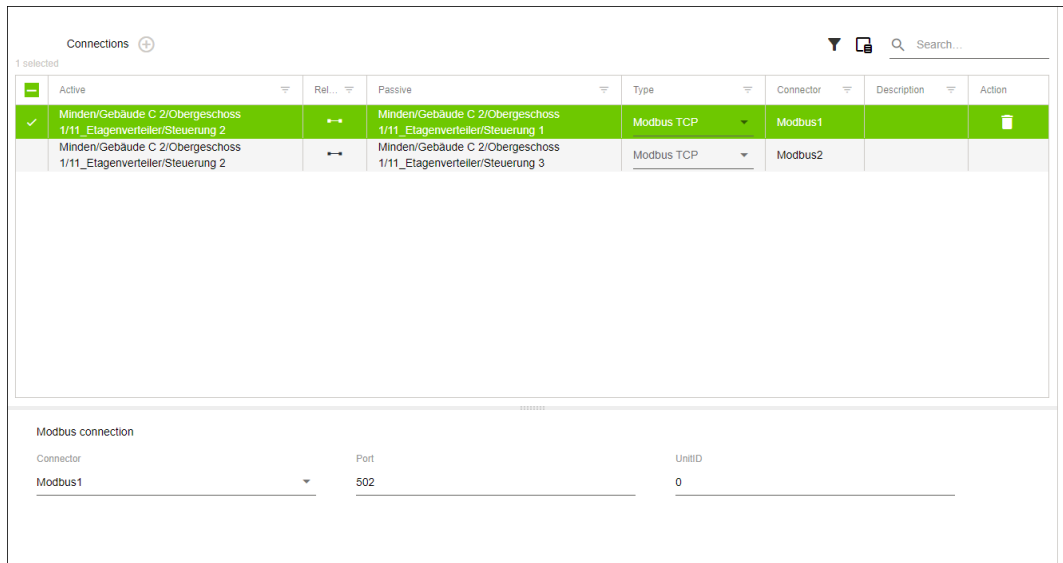 Connections
Search...
1 selected
Active Rel... Passive Type Connector Description Action
Minden/Gebäude C 2/Obergeschoss
1/11_Etagenverteiler/Steuerung 2
Minden/Gebäude C 2/Obergeschoss
1/11_Etagenverteiler/Steuerung 1
Modbus TCP Modbus1
Minden/Gebäude C 2/Obergeschoss
1/11_Etagenverteiler/Steuerung 2
Minden/Gebäude C 2/Obergeschoss
1/11_Etagenverteiler/Steuerung 3
Modbus TCP Modbus2
Modbus connection
Connector Port UnitID
Modbus1 502 0